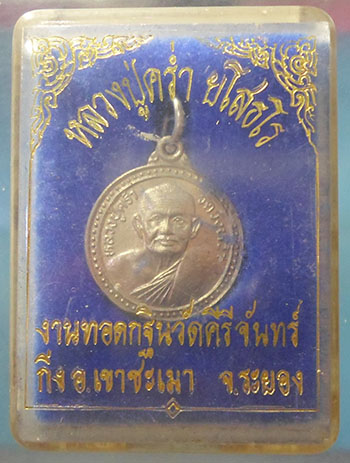 หลวงปู่คร่ำ ยโสธโร
งานทอดกฐินวัดคีรีจันทร์
กิ่ง อ.เขาชะเมา จ.ระยอง